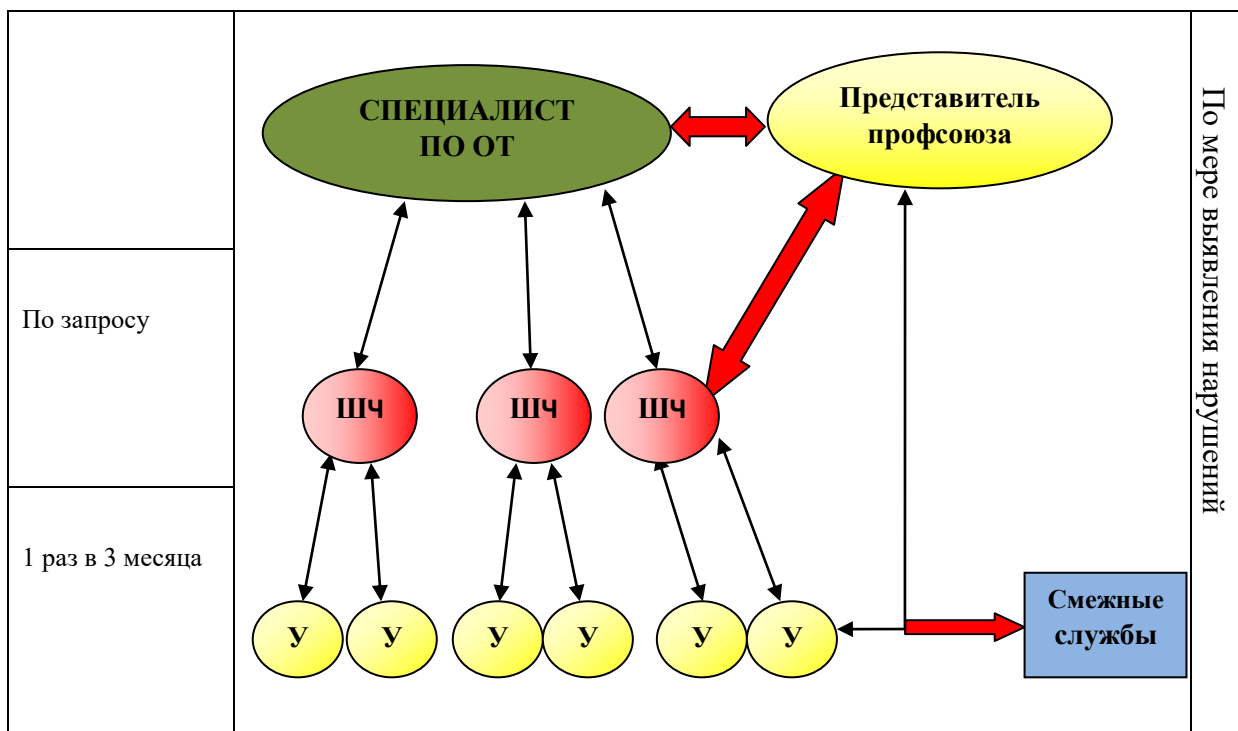 СПЕЦИАЛИСТ
ПО ОТ
Представитель
профсоюза
По мере выявления нарушений
По запросу
ШЧ
ШЧ
ШЧ
1 раз в 3 месяца
У
У
У
У
У
У
Смежные
службы